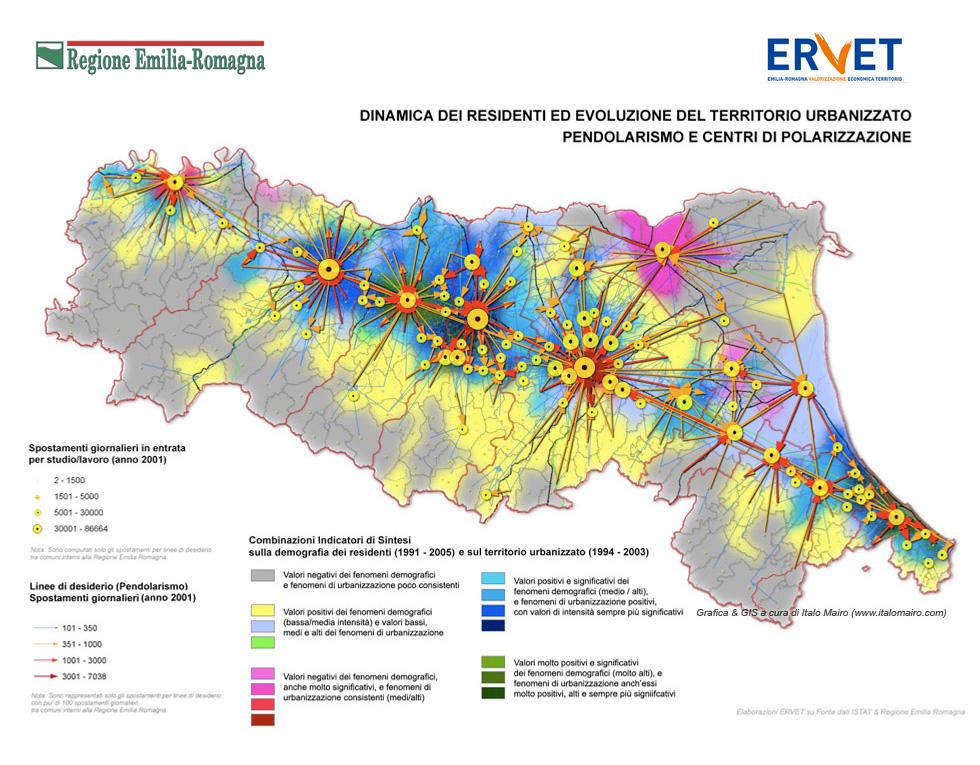 Regione Emilia-Romagna
ERVET
EMILIA-ROMAGNA VALORIZZAZIONE ECONOMICA TERRITORIO
DINAMICA DEI RESIDENTI ED EVOLUZIONE DEL TERRITORIO URBANIZZATO
PENDOLARISMO E CENTRI DI POLARIZZAZIONE
Spostamenti giornalieri in entrata
per studio/lavoro (anno 2001)
2 - 1500
1501 - 5000
5001 - 30000
30001 - 86664
Nota: Sono computati solo gli spostamenti per linee di desiderio
tra comuni interni alla Regione Emilia Romagna
Linee di desiderio (Pendolarismo)
Spostamenti giornalieri (anno 2001)
101 - 350
351 - 1000
1001 - 3000
3001 - 7038
Nota: Sono rappresentati solo gli spostamenti per linee di desiderio
con piu' di 100 spostamenti giornalieri,
tra comuni interni alla Regione Emilia Romagna
Combinazioni Indicatori di Sintesi
sulla demografia dei residenti (1991 - 2005) e sul territorio urbanizzato (1994 - 2003)
Valori negativi dei fenomeni demografici
e fenomeni di urbanizzazione poco consistenti
Valori positivi dei fenomeni demografici
(bassa/media intensità) e valori bassi,
medi e alti dei fenomeni di urbanizzazione
Valori negativi dei fenomeni demografici,
anche molto significativi, e fenomeni di
urbanizzazione consistenti (medi/alti)
Valori positivi e significativi dei
fenomeni demografici (medio / alti),
e fenomeni di urbanizzazione positivi,
con valori di intensità sempre più significativi
Valori molto positivi e significativi
dei fenomeni demografici (molto alti), e
fenomeni di urbanizzazione anch'essi
molto positivi, alti e sempre più signiifcativi
Grafica & GIS a cura di Italo Mairo (www.italomairo.com)
Elaborazioni ERVET su Fonte dati ISTAT & Regione Emilia Romagna